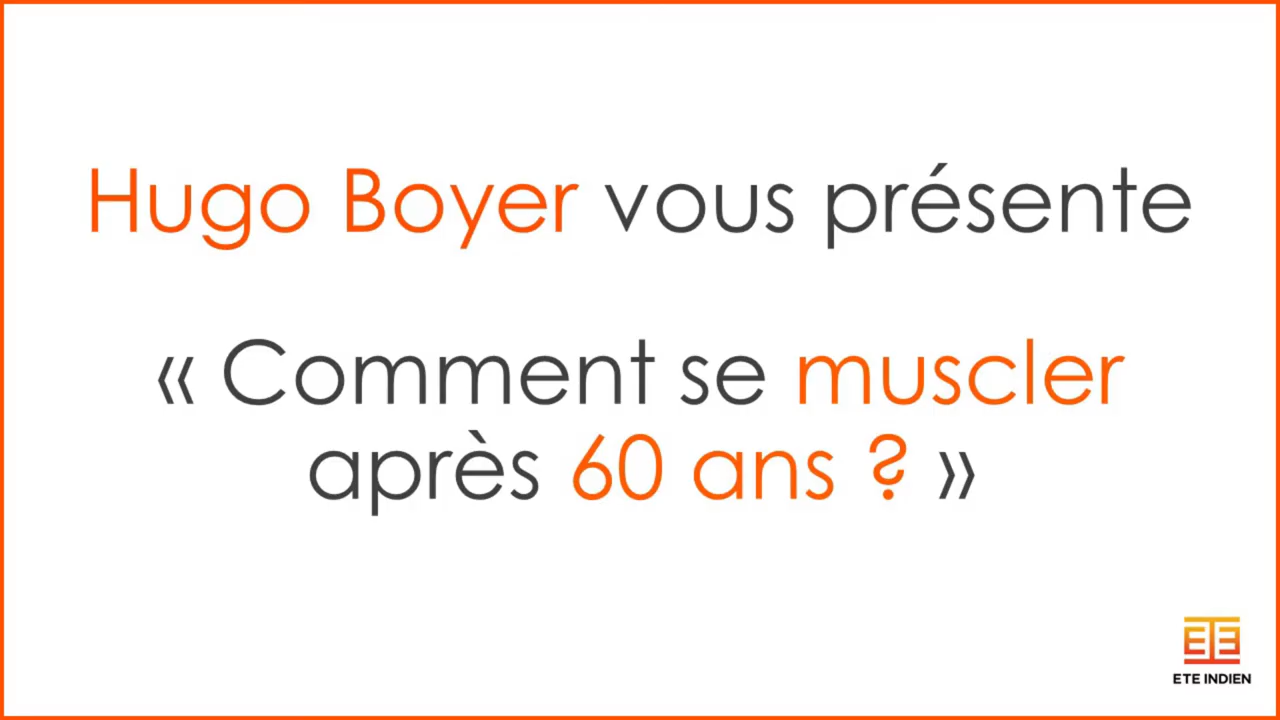 Hugo Boyer vous présente
« Comment se muscler
après 60 ans ? »
ETE INDIEN